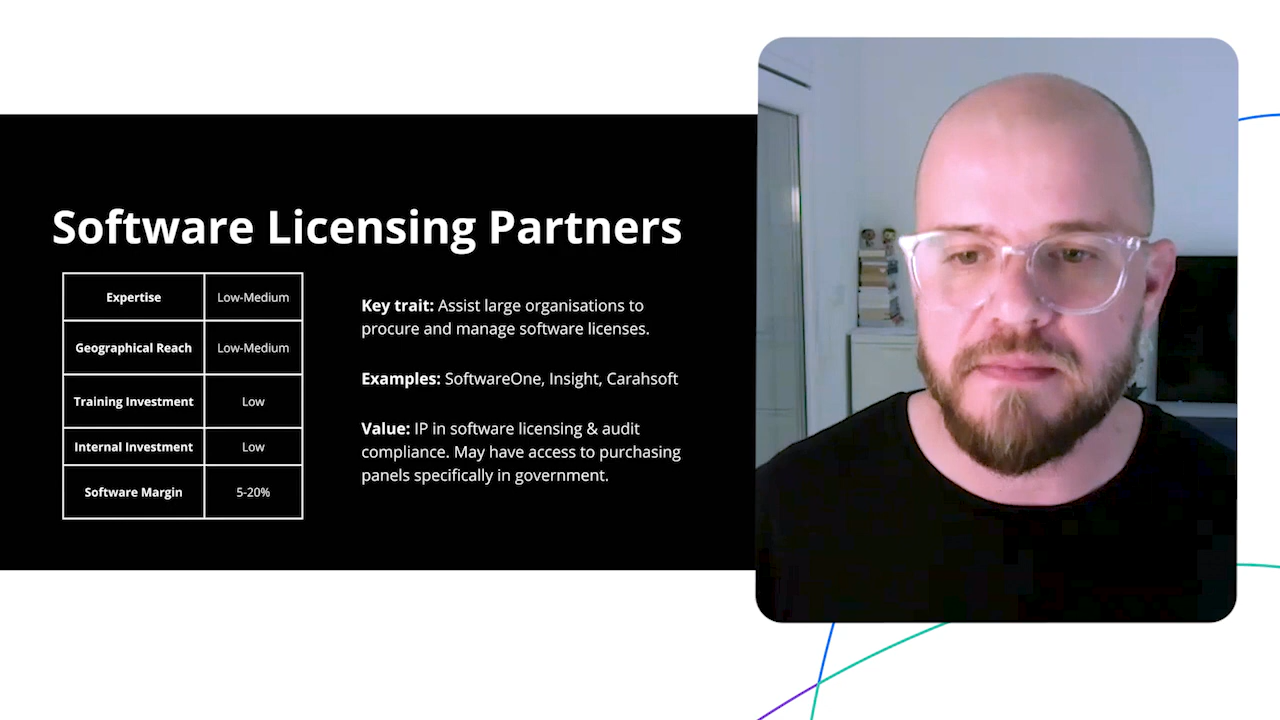 Software Licensing Partners
Expertise Low-Medium
Geographical Reach Low-Medium
Training Investment Low
Internal Investment Low
Software Margin 5-20%
Key trait: Assist large organisations to
procure and manage software licenses.
Examples: SoftwareOne, Insight, Carahsoft
Value: IP in software licensing & audit
compliance. May have access to purchasing
panels specifically in government.